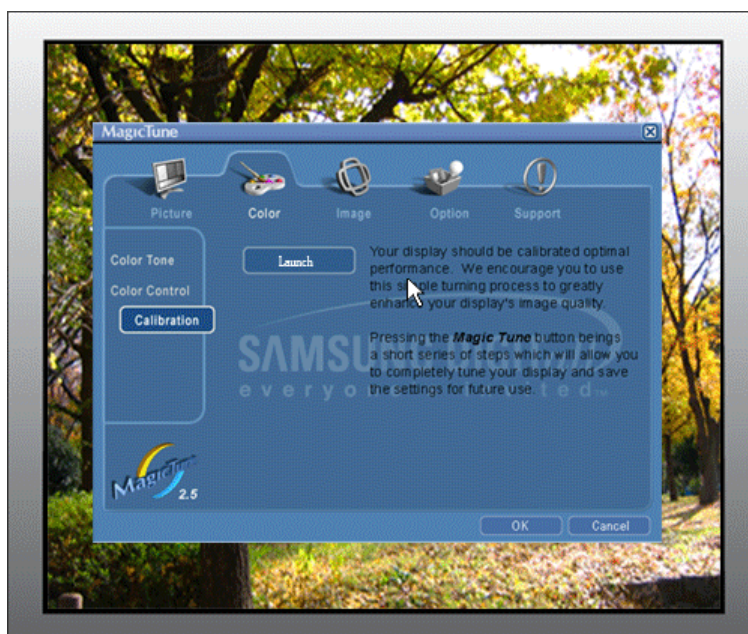 MagicTune
Picture
Color
Image
Option
Support
Color Tone
Color Control
Calibration
Launch
Your display should be calibrated optimal
performance. We encourage you to use
this simple turning process to greatly
enhance your display's image quality.
Pressing the Magic Tune button beings
a short series of steps which will allow you
to completely tune your display and save
the settings for future use.
MagicTune
2.5
OK
Cancel